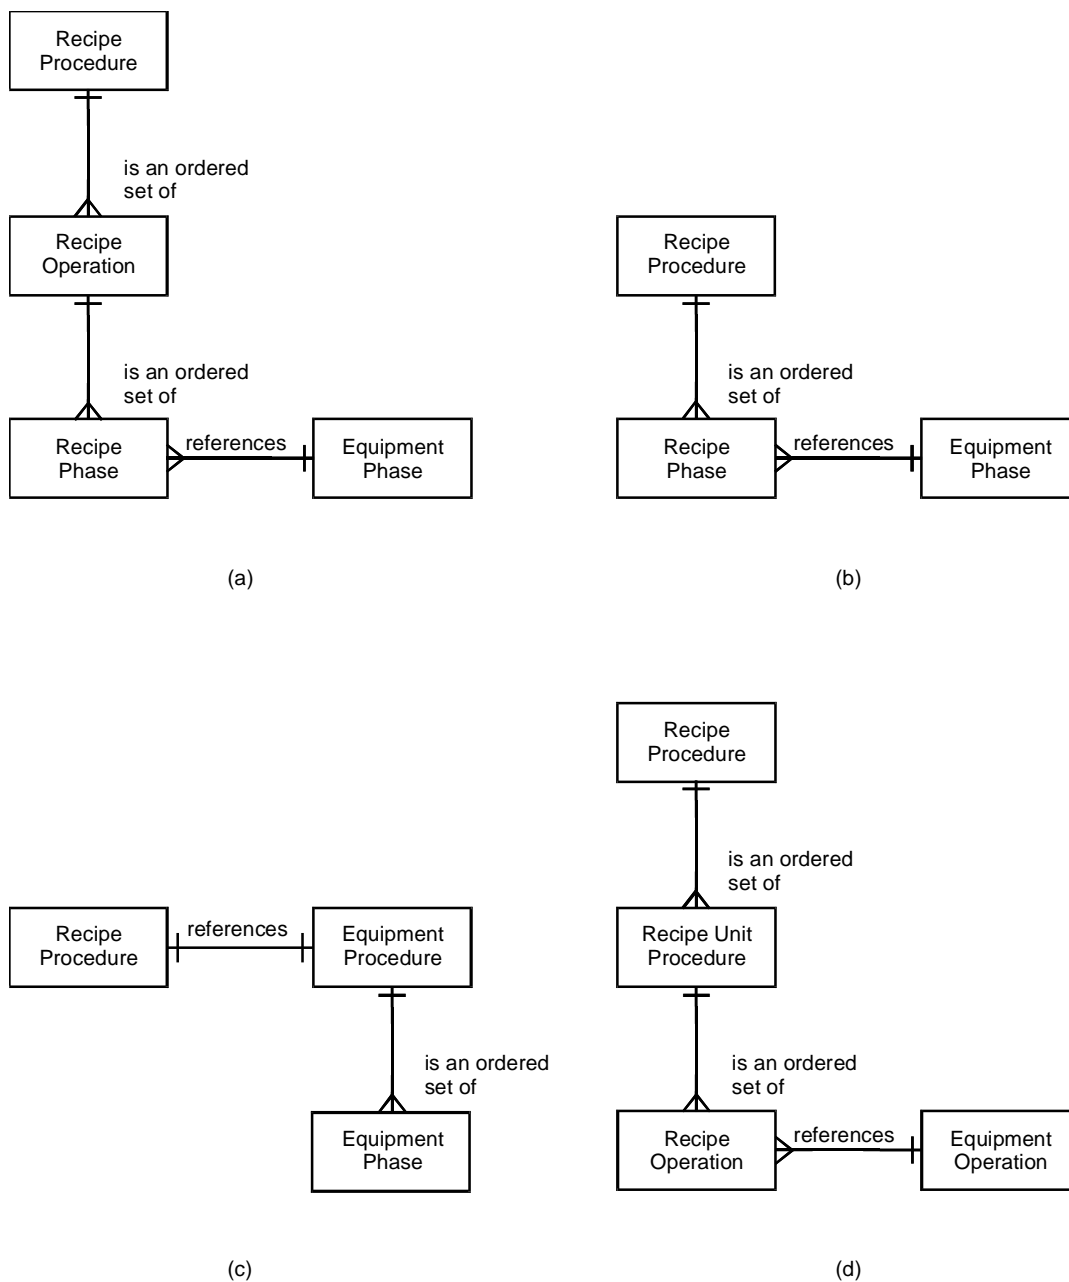 Recipe
Procedure
is an ordered
set of
Recipe
Operation
is an ordered
set of
Recipe
Phase
references
Equipment
Phase
(a)
Recipe
Procedure
is an ordered
set of
Recipe
Phase
references
Equipment
Phase
(b)
Recipe
Procedure
references
Equipment
Procedure
is an ordered
set of
Equipment
Phase
(c)
Recipe
Procedure
is an ordered
set of
Recipe Unit
Procedure
is an ordered
set of
Recipe
Operation
references
Equipment
Operation
(d)